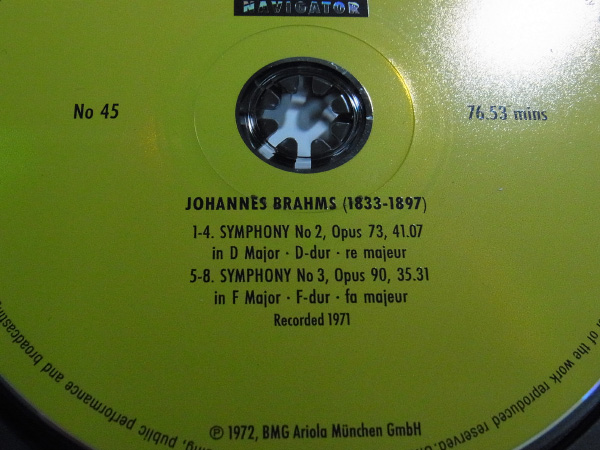 NAVIGATOR
No 45
76.53 mins
JOHANNES BRAHMS (1833-1897)
1-4. SYMPHONY No 2, Opus 73, 41.07
in D Major · D-dur · re majeur
5-8. SYMPHONY No 3, Opus 90, 35.31
in F Major · F-dur · fa majeur
Recorded 1971
℗ 1972, BMG Ariola München GmbH
of the work reproduced reserved.
public performance and broadcasting